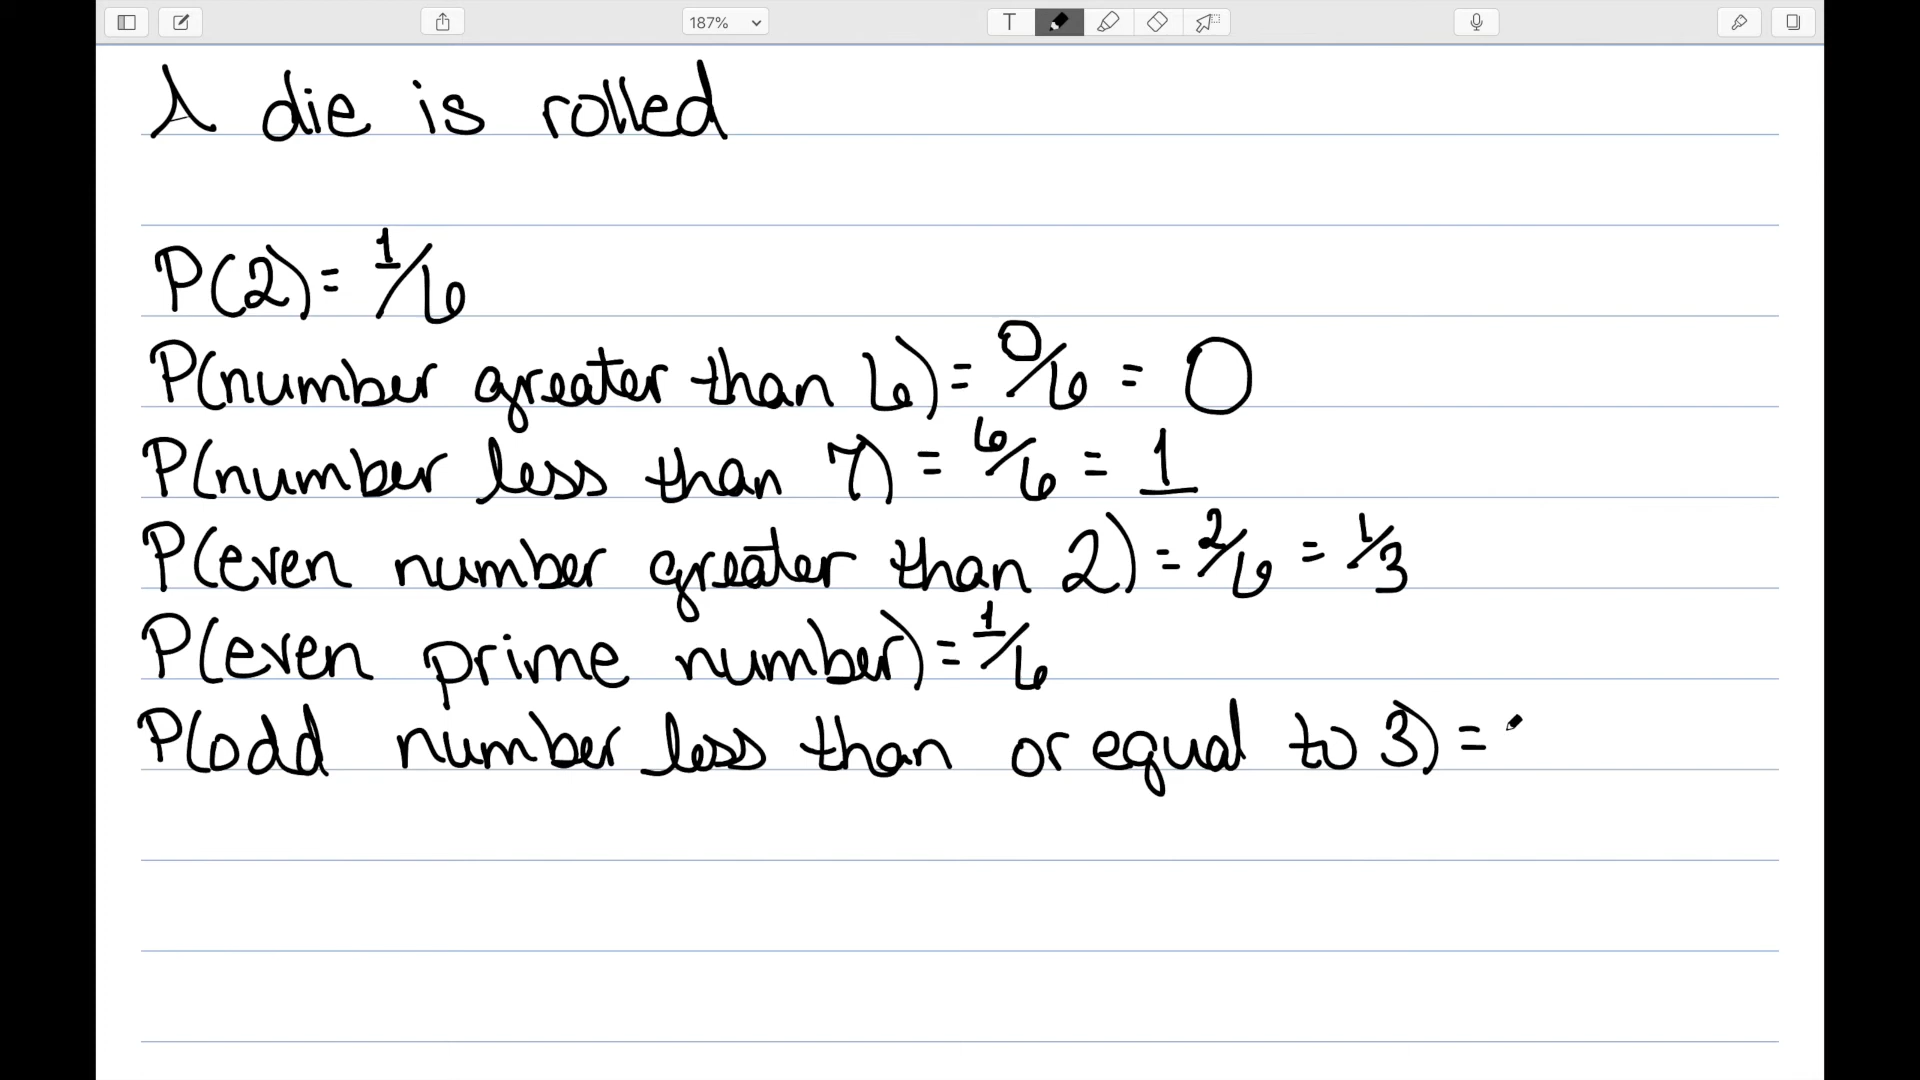 187%
T
A die is rolled
P(2) = 1/6
P(number greater than 6) = 0/6 = 0
P(number less than 7) = 6/6 = 1
P(even number greater than 2) = 2/6 = 1/3
P(even prime number) = 1/6
P(odd number less than or equal to 3) =